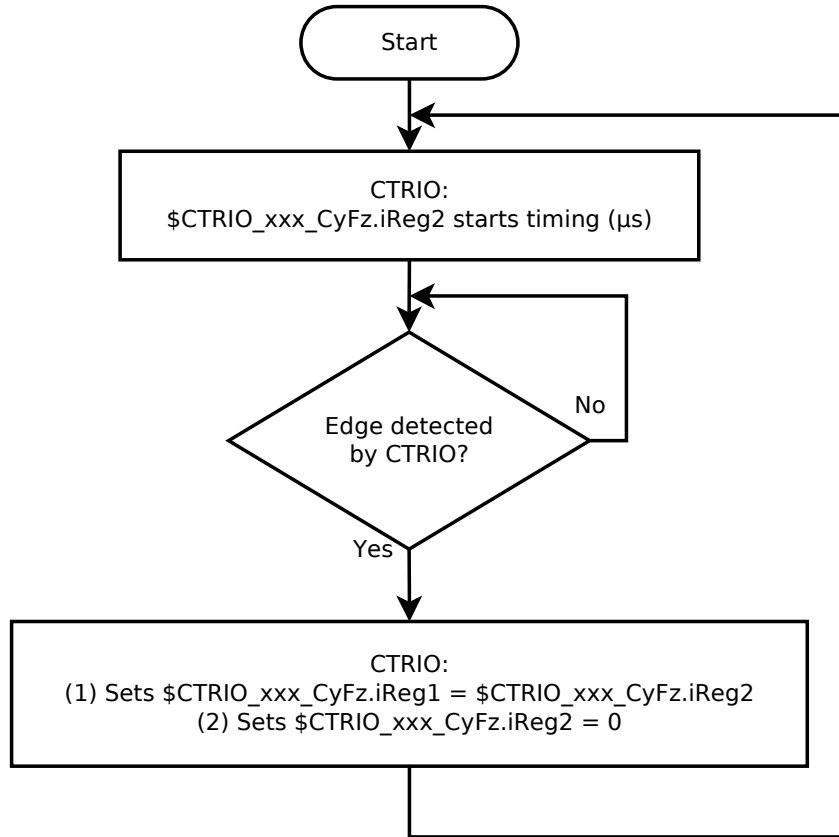 Start
CTRIO:
$CTRIO_xxx_CyFz.iReg2 starts timing (µs)
No
Edge detected
by CTRIO?
Yes
CTRIO:
(1) Sets $CTRIO_xxx_CyFz.iReg1 = $CTRIO_xxx_CyFz.iReg2
(2) Sets $CTRIO_xxx_CyFz.iReg2 = 0